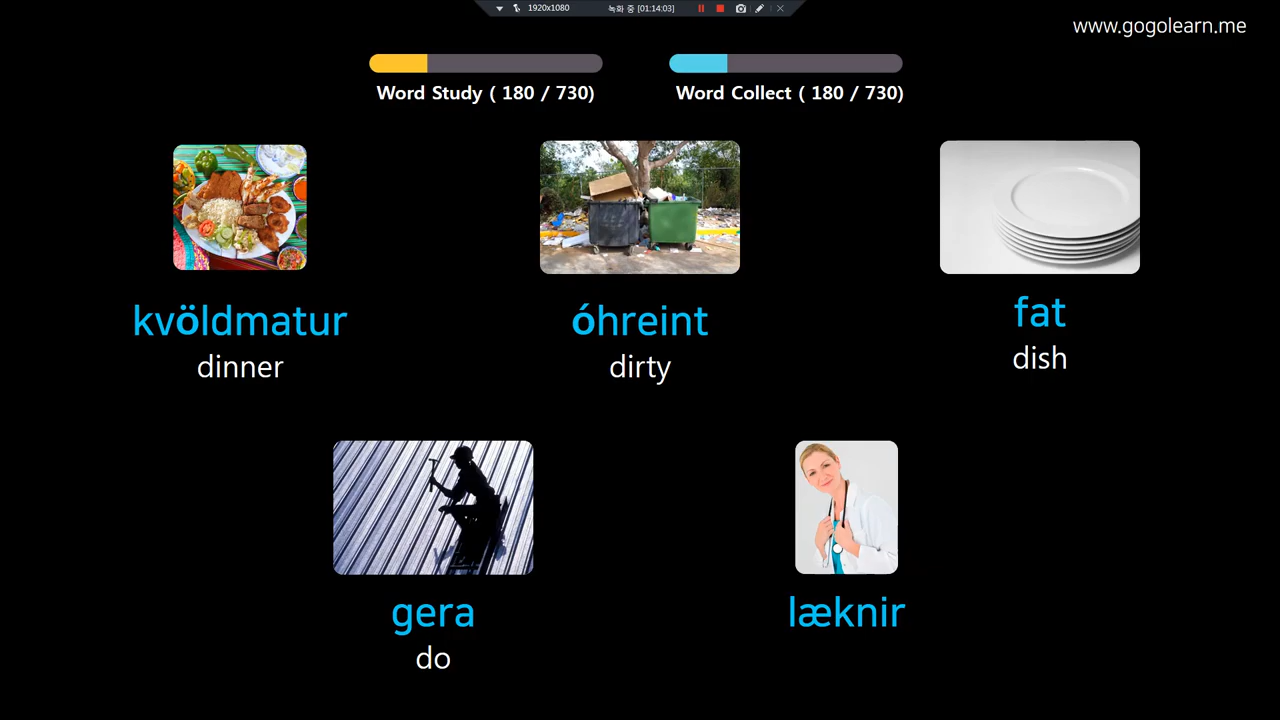 1920x1080 녹화 중 [01:14:03]
www.gogolearn.me
Word Study ( 180 / 730)
Word Collect ( 180 / 730)
kvöldmatur
dinner
óhreint
dirty
fat
dish
gera
do
læknir